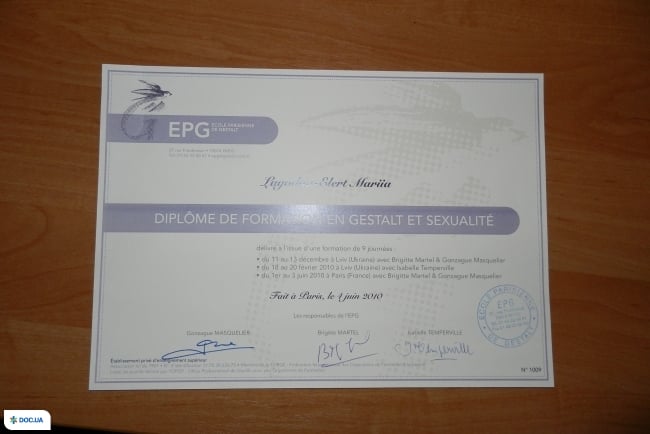 EPG ECOLE PARISIENNE
DE GESTALT
Elert Mariia
DIPLÔME DE FORMATION EN GESTALT ET SEXUALITÉ
délivré à l'issue d'une formation de 9 journées :
• du 11 au 13 décembre à Lviv (Ukraine) avec Brigitte Martel & Gonzague Masquelier
• du 18 au 20 février 2010 à Lviv (Ukraine) avec Isabelle Temperville
• du 1er au 3 juin 2010 à Paris (France) avec Brigitte Martel & Gonzague Masquelier
Fait à Paris, le 4 juin 2010
Les responsables de l'EPG
Gonzague MASQUELIER Brigitte MARTEL Isabelle TEMPERVILLE
ÉCOLE PARISIENNE
EPG
DE GESTALT
Établissement privé d'enseignement supérieur
N° 1009
DOC.UA